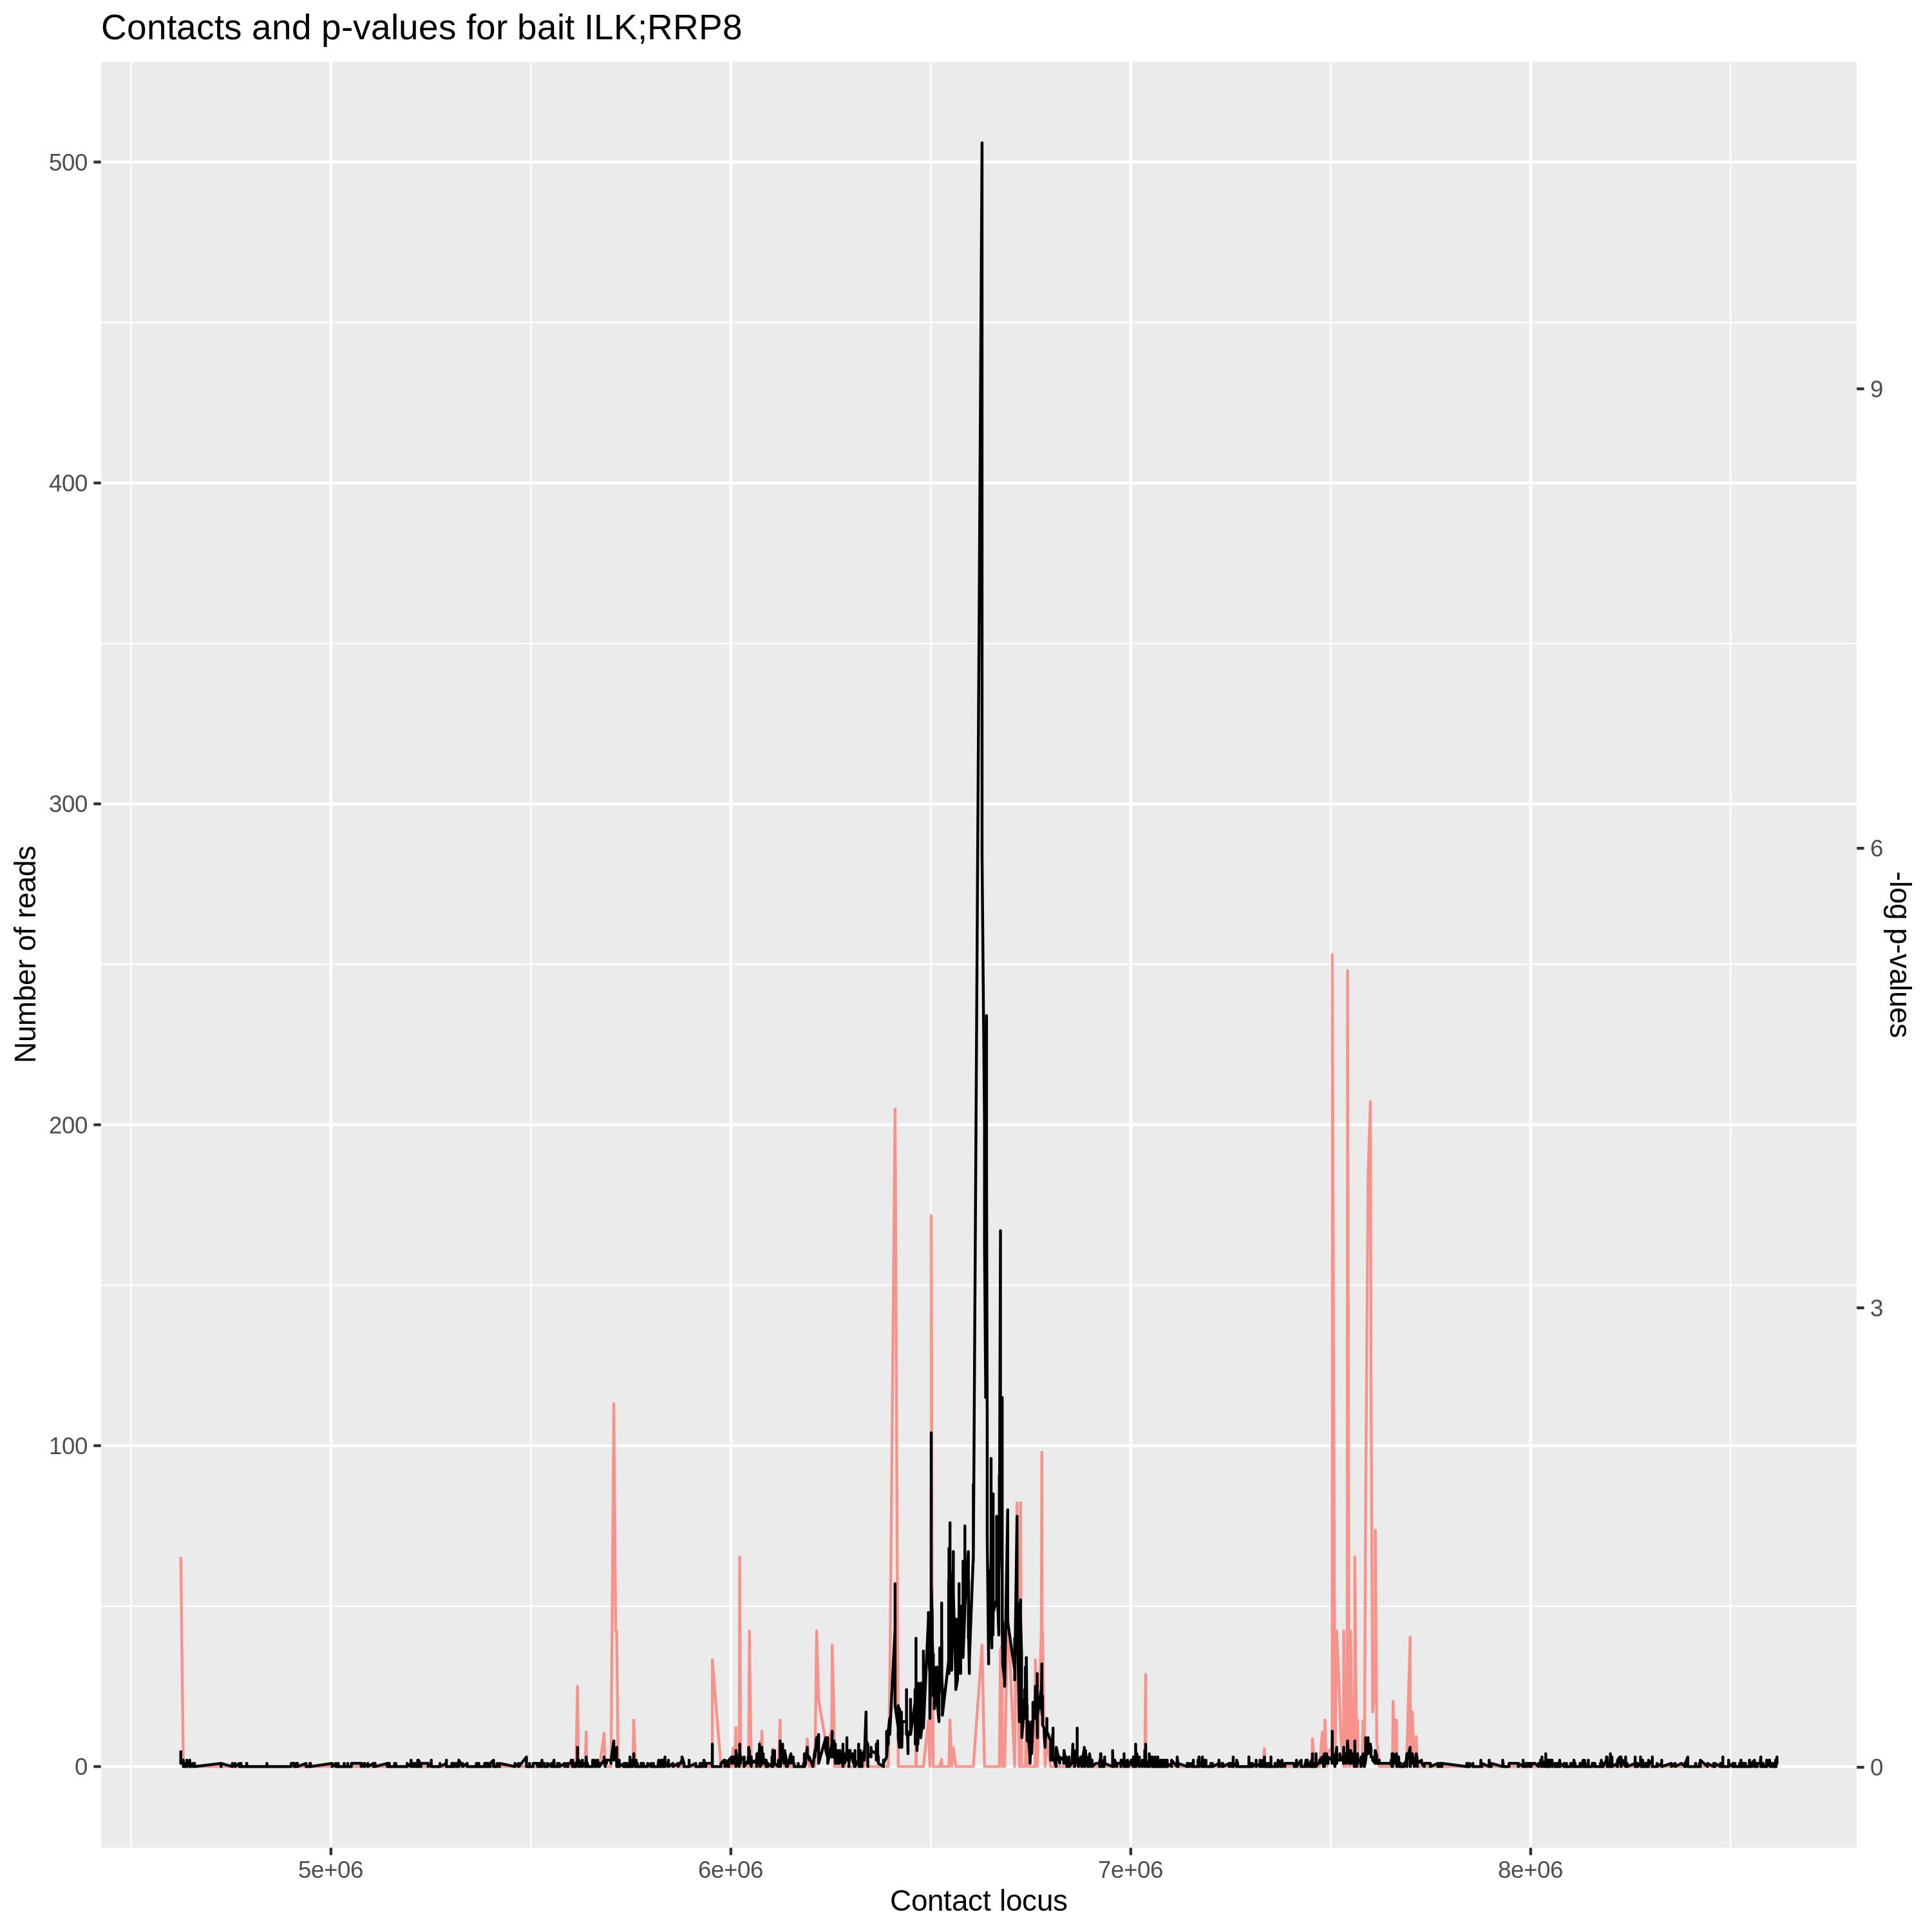 Contacts and p-values for bait ILK;RRP8
Number of reads
500
400
300
200
100
0
9
6
3
0
-log p-values
5e+06
6e+06
7e+06
8e+06
Contact locus